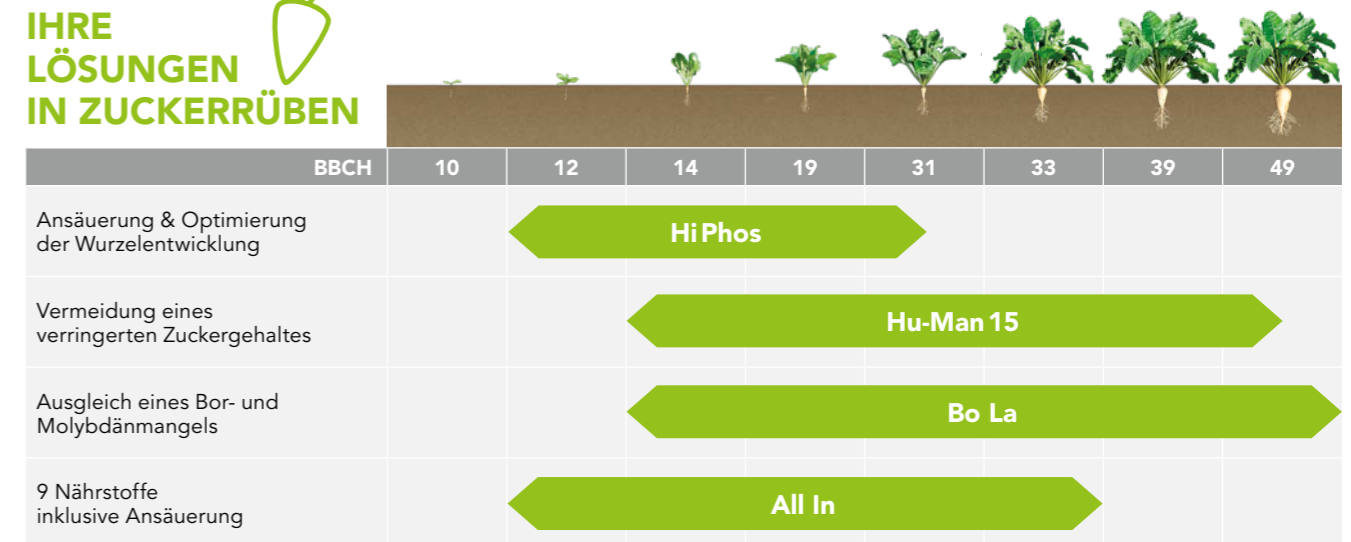 IHRE
LÖSUNGEN
IN ZUCKERRÜBEN
BBCH 10 12 14 19 31 33 39 49
Ansäuerung & Optimierung
der Wurzelentwicklung
Hi Phos
Vermeidung eines
verringerten Zuckergehaltes
Hu-Man 15
Ausgleich eines Bor- und
Molybdänmangels
Bo La
9 Nährstoffe
inklusive Ansäuerung
All In